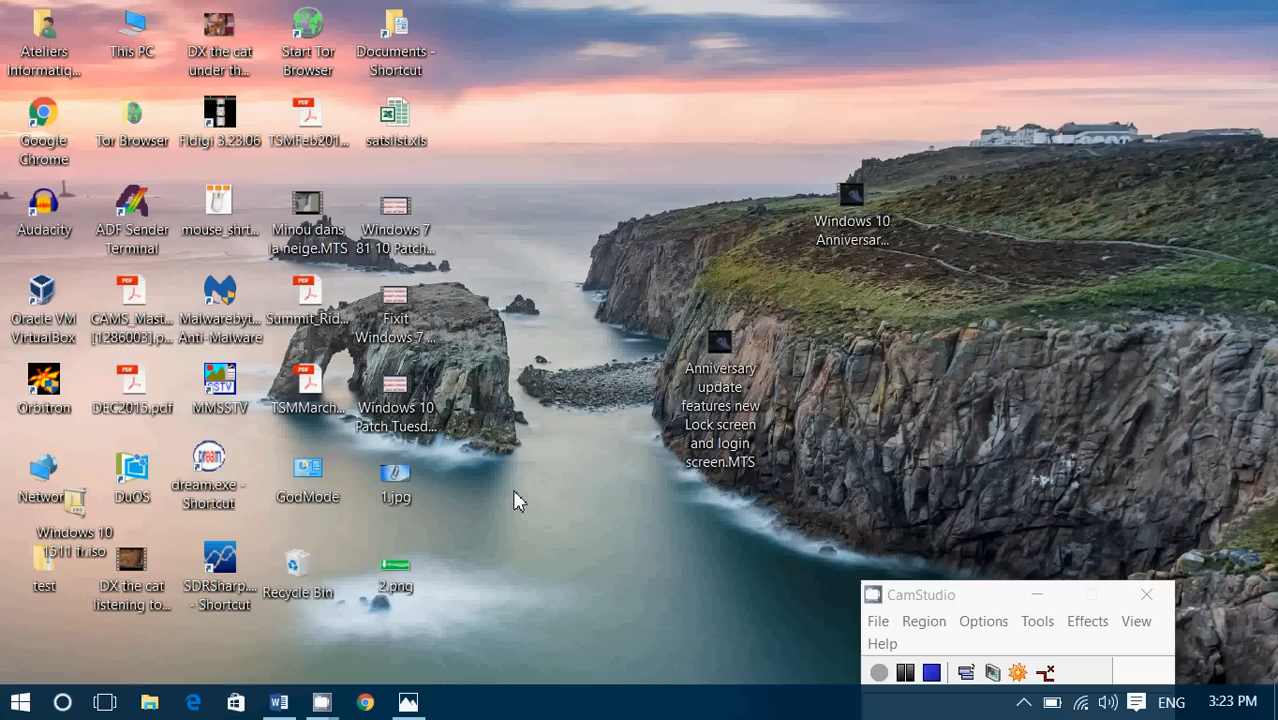 Ateliers
Informatiq...
This PC
DX the cat
under th...
Start Tor
Browser
Documents -
Shortcut
Google
Chrome
Tor Browser
Fldigi 3.23.06
TSMFeb201...
satslist.xls
Audacity
ADF Sender
Terminal
mouse_shrt...
Minou dans
la neige.MTS
Windows 7
81 10 Patch...
Windows 10
Anniversar...
Oracle VM
VirtualBox
CAMS_Mast...
[1286003].p...
Malwarebyt...
Anti-Malware
Summit_Rid...
Fixit
Windows 7 ...
Anniversary
update
features new
Lock screen
and login
screen.MTS
Orbitron
DEC2015.pdf
MMSSTV
TSMMarch...
Windows 10
Patch Tuesd...
Networ
DuOS
dream.exe -
Shortcut
GodMode
1.jpg
Windows 10
1511 fr.iso
test
DX the cat
listening to...
SDRSharp....
- Shortcut
Recycle Bin
2.png
CamStudio
File Region Options Tools Effects View
Help
ENG 3:23 PM